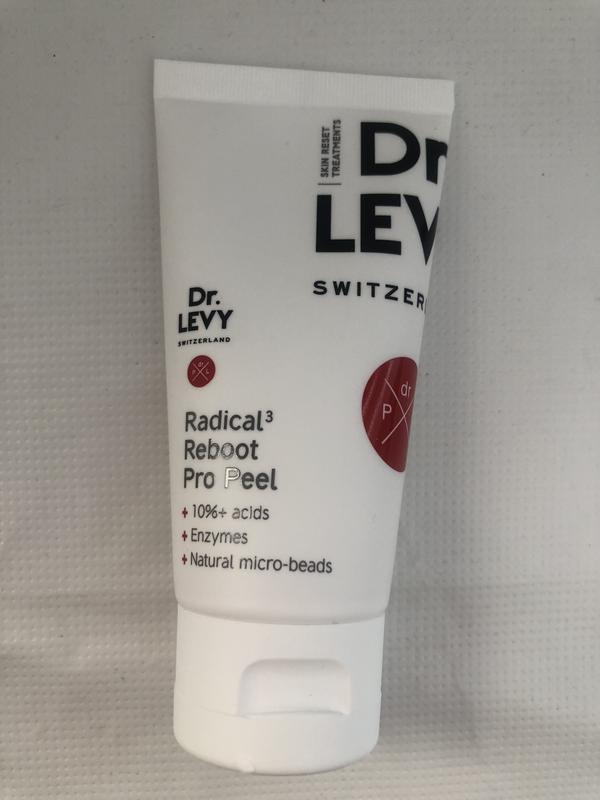 SKIN RESET
TREATMENTS
Dr
LEV
SWITZER
Dr.
LEVY
SWITZERLAND
dr
P L
dr
P
Radical³
Reboot
Pro Peel
+ 10%+ acids
+ Enzymes
+ Natural micro-beads